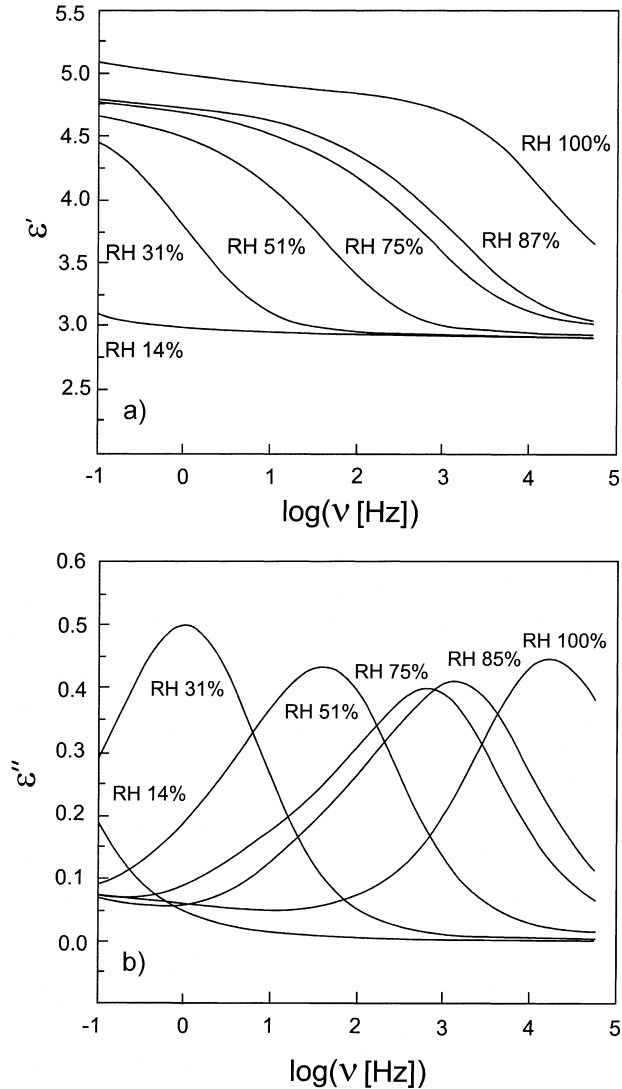 5.5
5.0
4.5
4.0
3.5
3.0
2.5
ε′
RH 100%
RH 87%
RH 75%
RH 51%
RH 31%
RH 14%
a)
-1 0 1 2 3 4 5
log(ν [Hz])
0.6
0.5
0.4
0.3
0.2
0.1
0.0
ε″
RH 100%
RH 85%
RH 75%
RH 31%
RH 51%
RH 14%
b)
-1 0 1 2 3 4 5
log(ν [Hz])